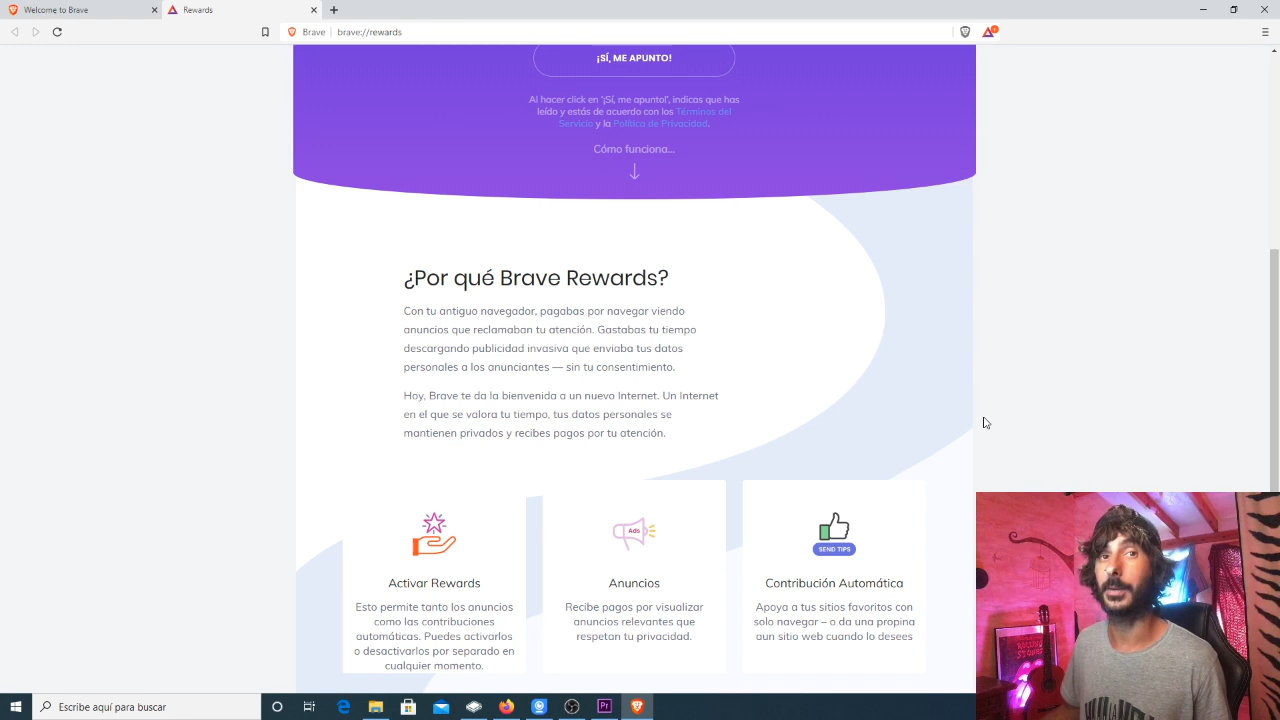 Welcome to Brave
Rewards
Brave
brave://rewards
¡SÍ, ME APUNTO!
Al hacer click en '¡Sí, me apunto!', indicas que has
leído y estás de acuerdo con los Términos del
Servicio y la Política de Privacidad.
Cómo funciona...
¿Por qué Brave Rewards?
Con tu antiguo navegador, pagabas por navegar viendo
anuncios que reclamaban tu atención. Gastabas tu tiempo
descargando publicidad invasiva que enviaba tus datos
personales a los anunciantes — sin tu consentimiento.
Hoy, Brave te da la bienvenida a un nuevo Internet. Un Internet
en el que se valora tu tiempo, tus datos personales se
mantienen privados y recibes pagos por tu atención.
Activar Rewards
Esto permite tanto los anuncios
como las contribuciones
automáticas. Puedes activarlos
o desactivarlos por separado en
cualquier momento.
Ads
Anuncios
Recibe pagos por visualizar
anuncios relevantes que
respetan tu privacidad.
SEND TIPS
Contribución Automática
Apoya a tus sitios favoritos con
solo navegar – o da una propina
aun sitio web cuando lo desees
Escribe aquí para buscar
Pr